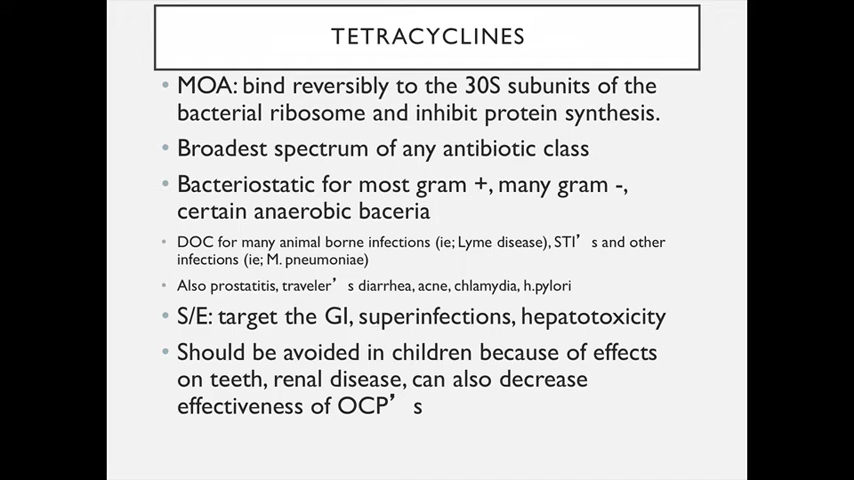 TETRACYCLINES
• MOA: bind reversibly to the 30S subunits of the
bacterial ribosome and inhibit protein synthesis.
• Broadest spectrum of any antibiotic class
• Bacteriostatic for most gram +, many gram -,
certain anaerobic baceria
• DOC for many animal borne infections (ie; Lyme disease), STI’s and other
infections (ie; M. pneumoniae)
• Also prostatitis, traveler’s diarrhea, acne, chlamydia, h.pylori
• S/E: target the GI, superinfections, hepatotoxicity
• Should be avoided in children because of effects
on teeth, renal disease, can also decrease
effectiveness of OCP’s